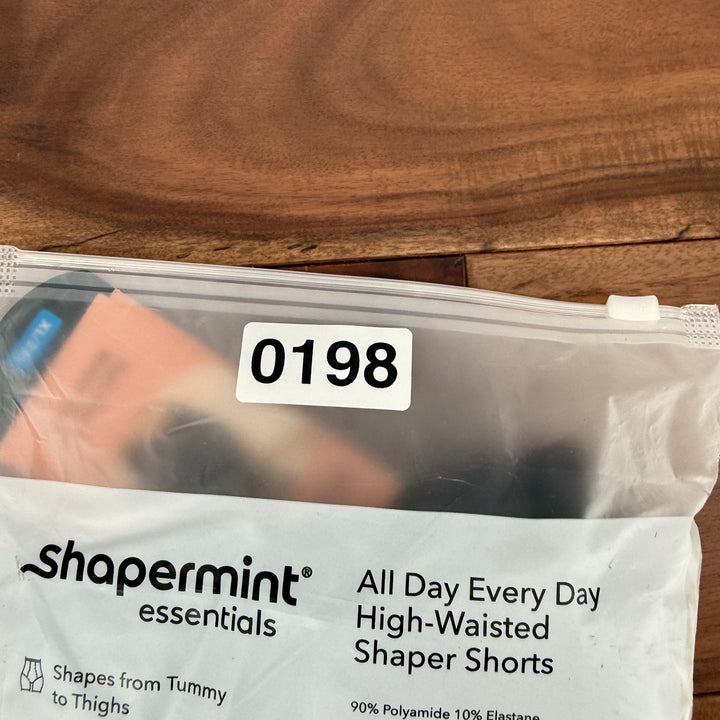 0198
shapermint®
essentials
All Day Every Day
High-Waisted
Shaper Shorts
Shapes from Tummy
to Thighs
90% Polyamide 10% Elastane